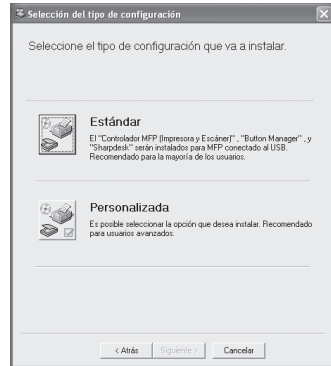 Selección del tipo de configuración
Seleccione el tipo de configuración que va a instalar.
Estándar
El "Controlador MFP (Impresora y Escáner)" , "Button Manager" , y
"Sharpdesk" serán instalados para MFP conectado al USB.
Recomendado para la mayoría de los usuarios.
Personalizada
Es posible seleccionar la opción que desea instalar. Recomendado
para usuarios avanzados.
< Atrás Siguiente > Cancelar